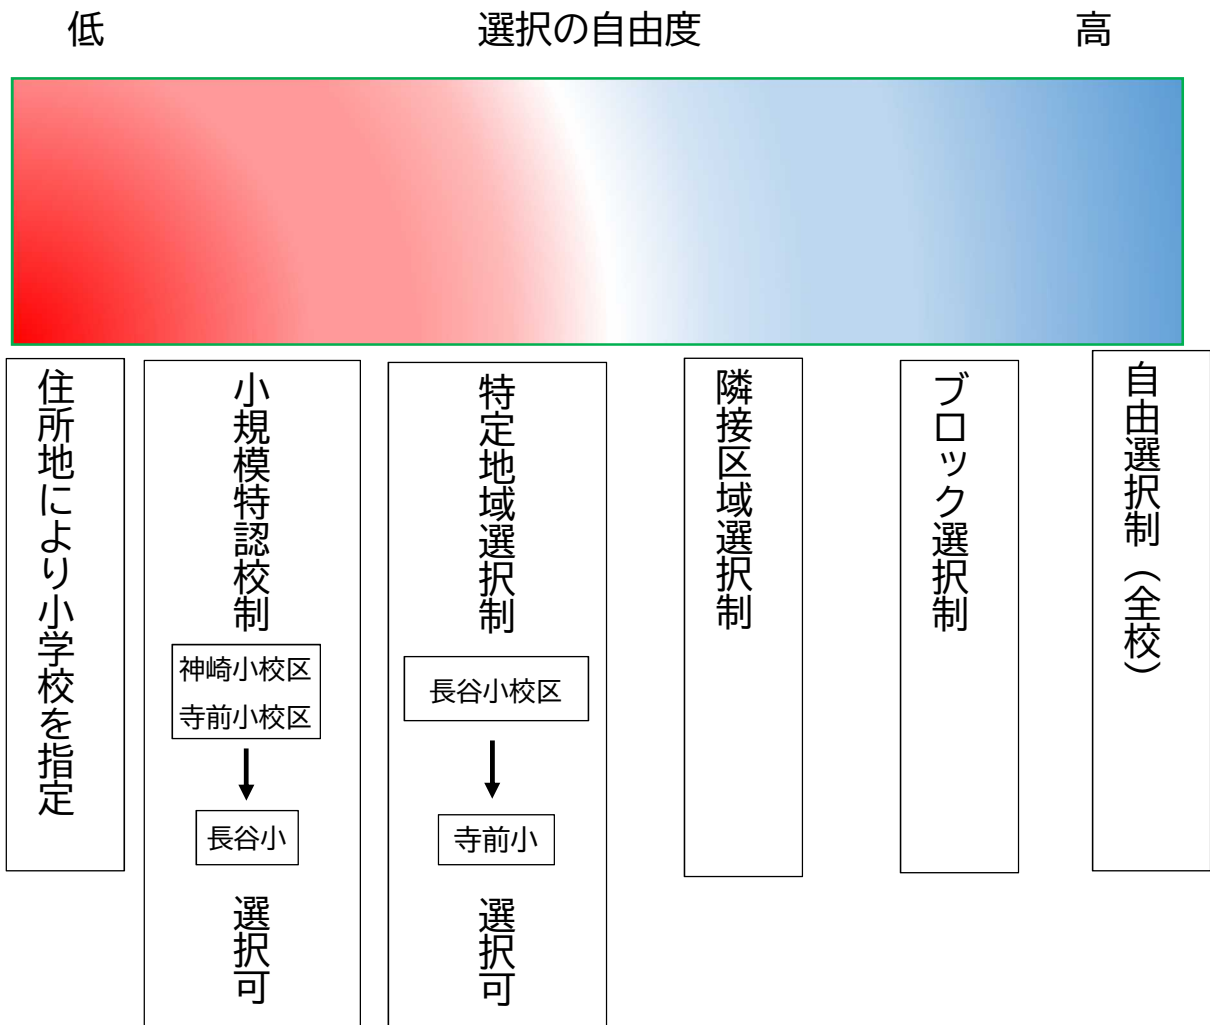 低
選択の自由度
高
住所地により小学校を指定
小規模特認校制
神崎小校区
寺前小校区
長谷小
選択可
特定地域選択制
長谷小校区
寺前小
選択可
隣接区域選択制
ブロック選択制
自由選択制（全校）